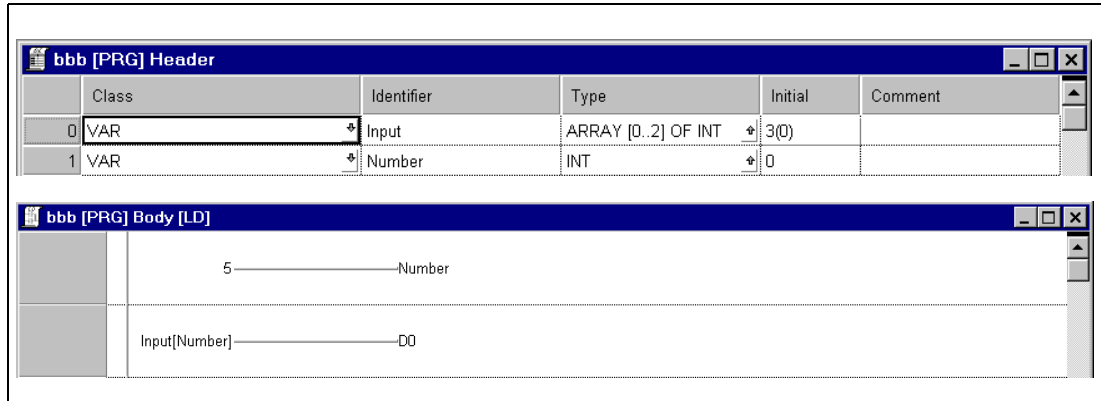 bbb [PRG] Header
Class Identifier Type Initial Comment
0 VAR Input ARRAY [0..2] OF INT 3(0)
1 VAR Number INT 0
bbb [PRG] Body [LD]
5 Number
Input[Number] D0